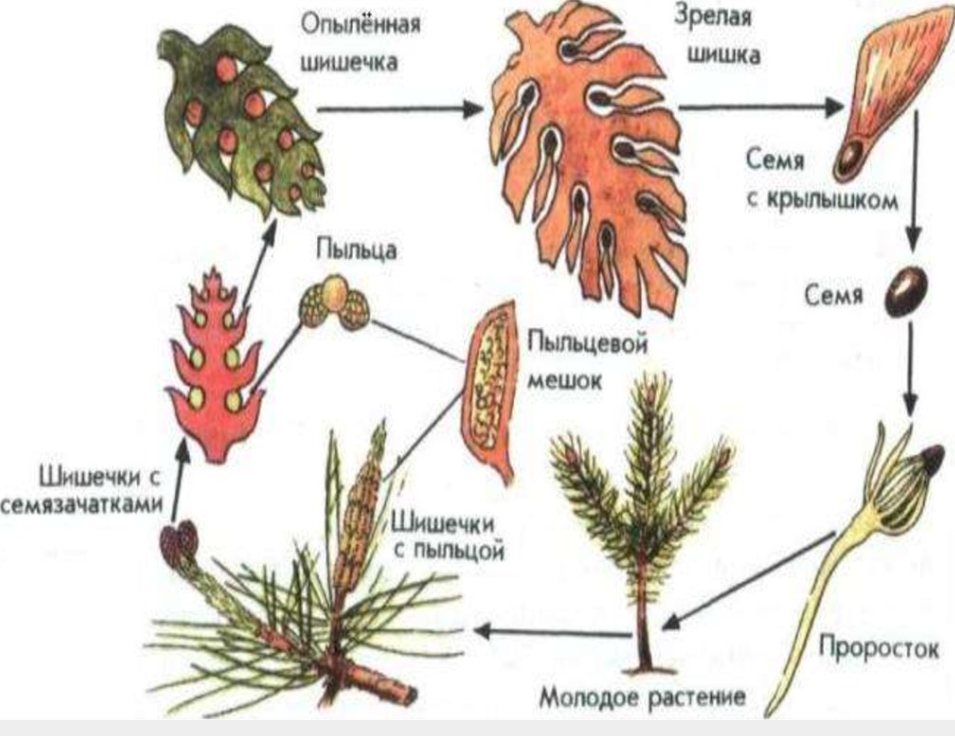 Опылённая
шишечка
Зрелая
шишка
Семя
с крылышком
Пыльца
Семя
Пыльцевой
мешок
Шишечки с
семязачатками
Шишечки
с пыльцой
Проросток
Молодое растение